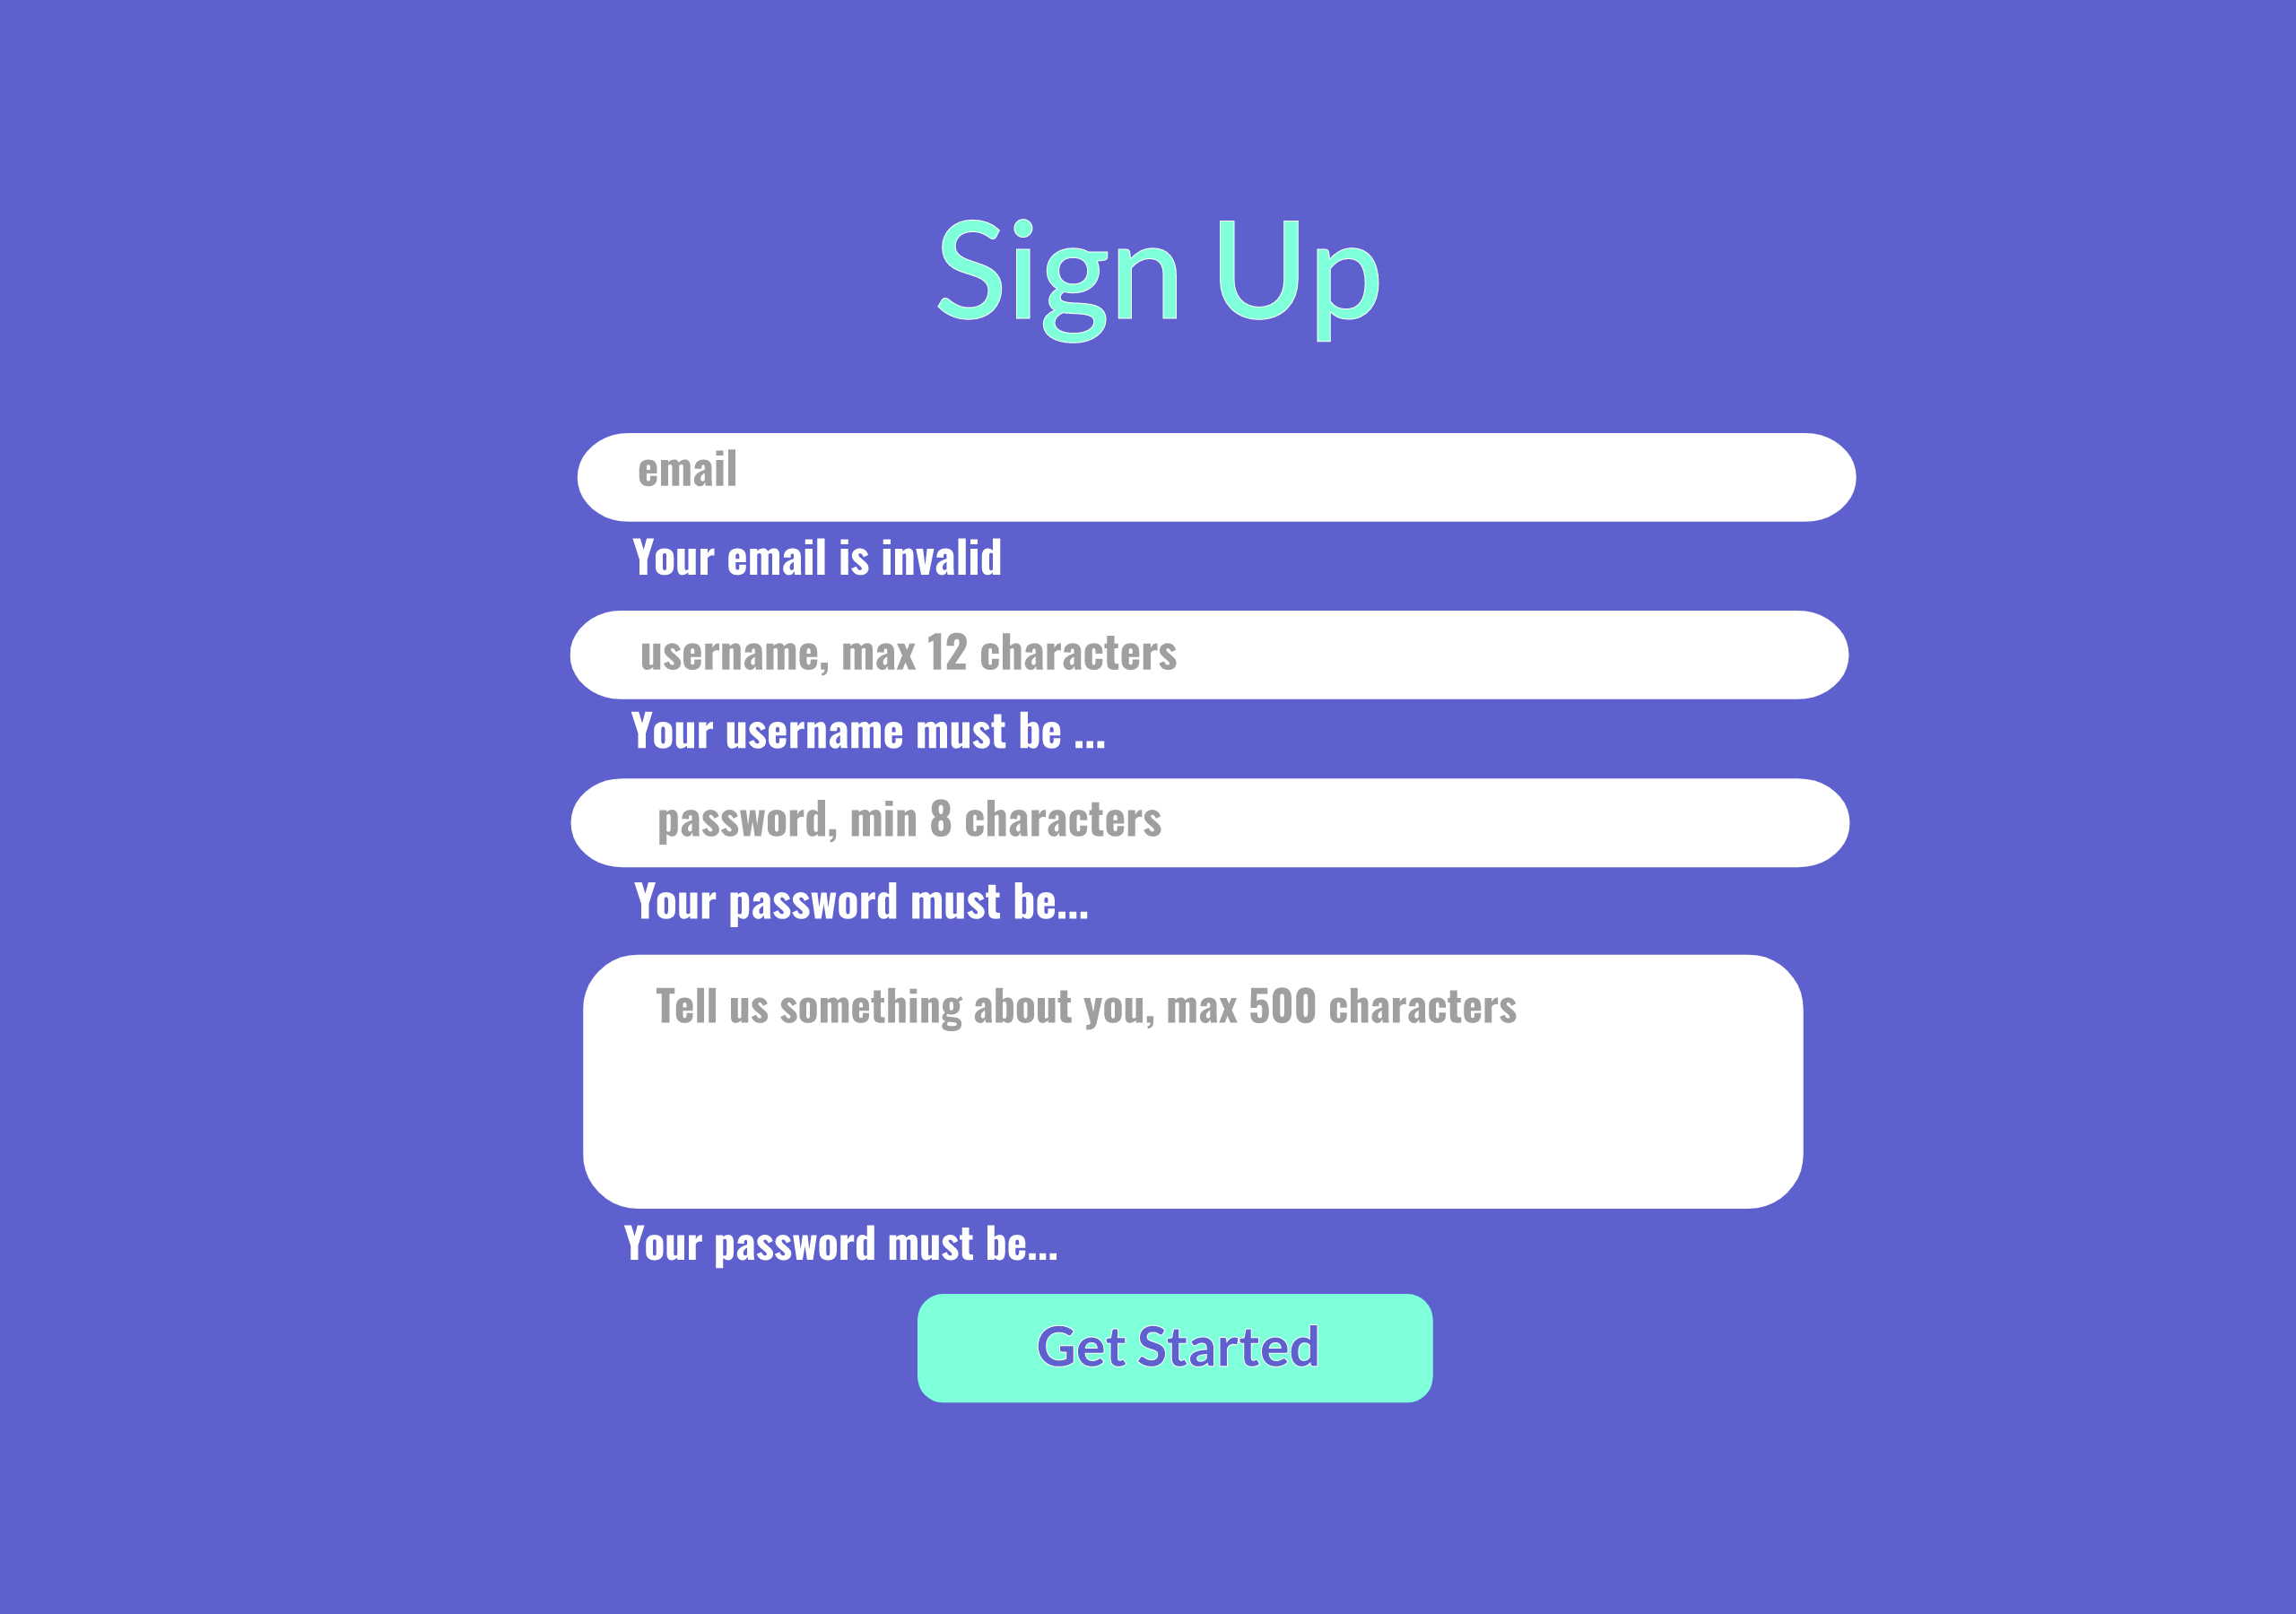 Sign Up
email
Your email is invalid
username, max 12 characters
Your username must be ...
password, min 8 characters
Your password must be...
Tell us something about you, max 500 characters
Your password must be...
Get Started